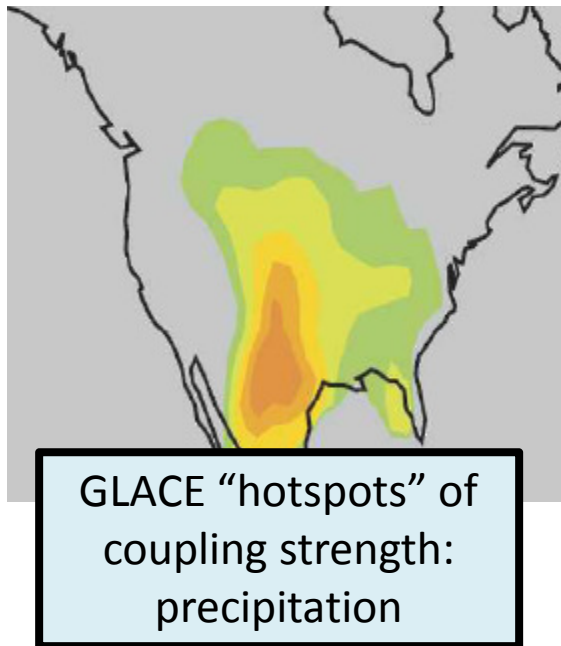 GLACE “hotspots” of
coupling strength:
precipitation